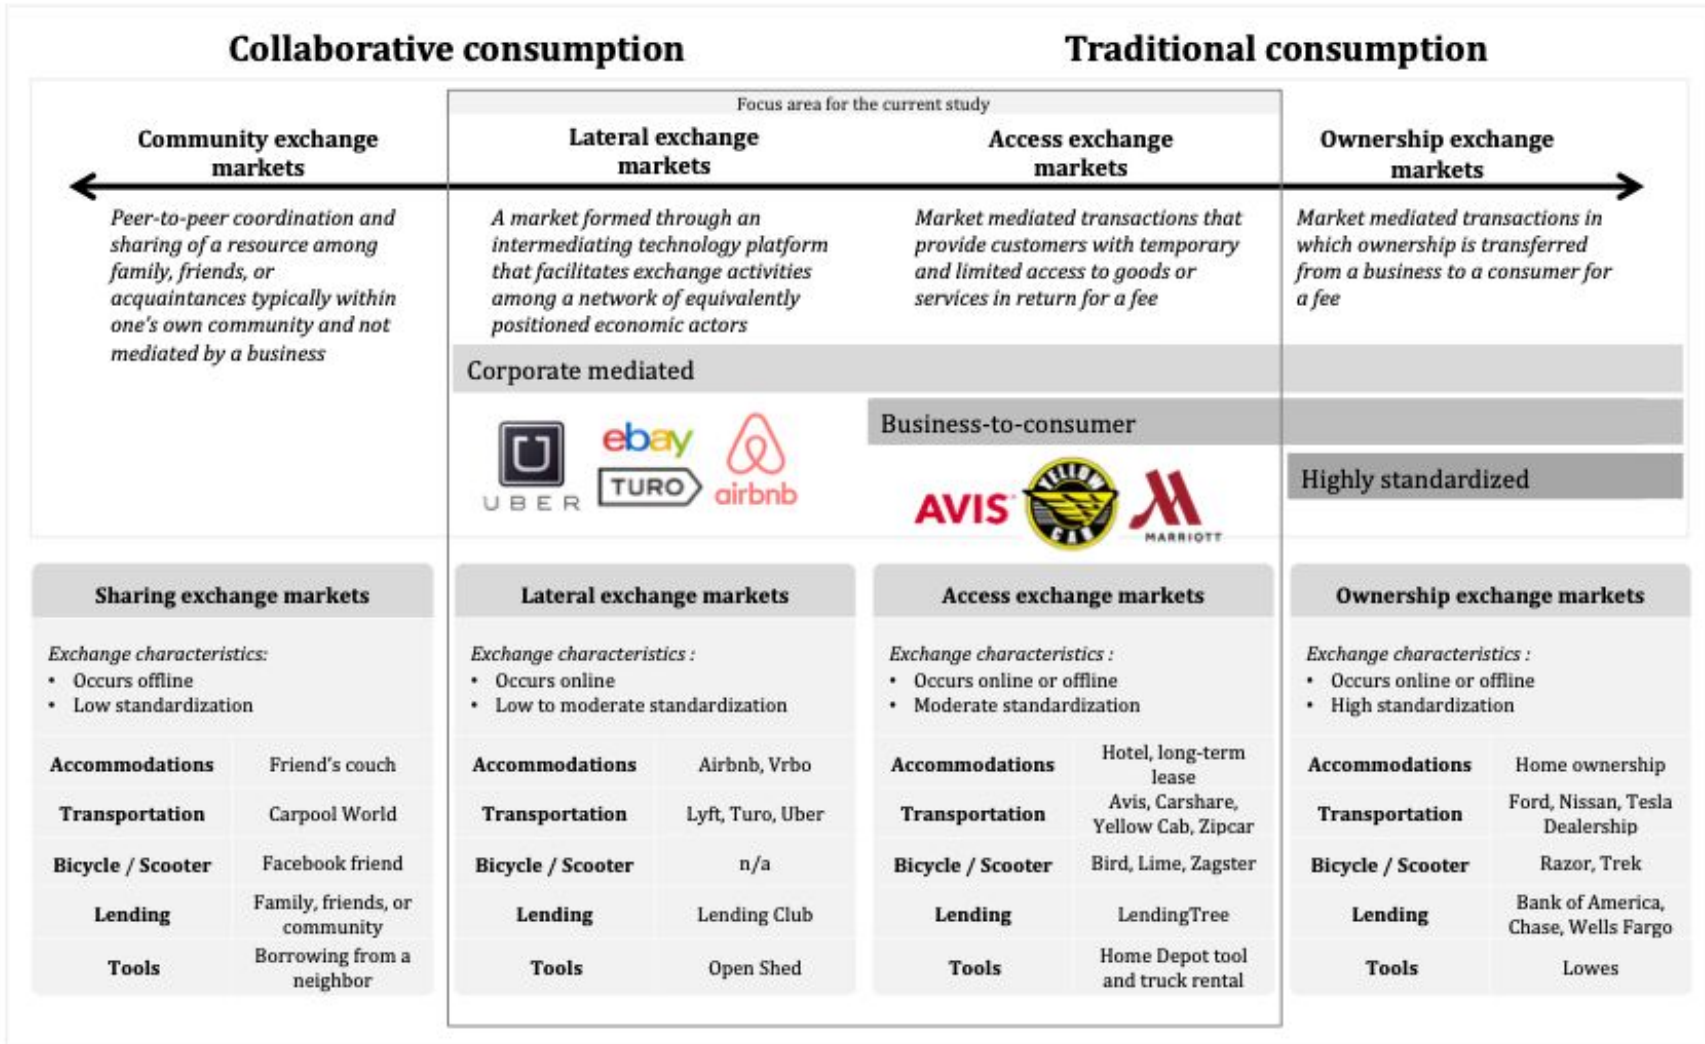 Collaborative consumption
Traditional consumption
Focus area for the current study
Community exchange
markets
Lateral exchange
markets
Access exchange
markets
Ownership exchange
markets
Peer-to-peer coordination and
sharing of a resource among
family, friends, or
acquaintances typically within
one's own community and not
mediated by a business
A market formed through an
intermediating technology platform
that facilitates exchange activities
among a network of equivalently
positioned economic actors
Market mediated transactions that
provide customers with temporary
and limited access to goods or
services in return for a fee
Market mediated transactions in
which ownership is transferred
from a business to a consumer for
a fee
Corporate mediated
Business-to-consumer
Highly standardized
U
UBER
ebay
TURO
airbnb
AVIS
YELLOW
CAB
MARRIOTT
Sharing exchange markets
Exchange characteristics:
• Occurs offline
• Low standardization
Accommodations
Friend's couch
Transportation
Carpool World
Bicycle / Scooter
Facebook friend
Lending
Family, friends, or
community
Tools
Borrowing from a
neighbor
Lateral exchange markets
Exchange characteristics :
• Occurs online
• Low to moderate standardization
Accommodations
Airbnb, Vrbo
Transportation
Lyft, Turo, Uber
Bicycle / Scooter
n/a
Lending
Lending Club
Tools
Open Shed
Access exchange markets
Exchange characteristics :
• Occurs online or offline
• Moderate standardization
Accommodations
Hotel, long-term
lease
Transportation
Avis, Carshare,
Yellow Cab, Zipcar
Bicycle / Scooter
Bird, Lime, Zagster
Lending
LendingTree
Tools
Home Depot tool
and truck rental
Ownership exchange markets
Exchange characteristics :
• Occurs online or offline
• High standardization
Accommodations
Home ownership
Transportation
Ford, Nissan, Tesla
Dealership
Bicycle / Scooter
Razor, Trek
Lending
Bank of America,
Chase, Wells Fargo
Tools
Lowes